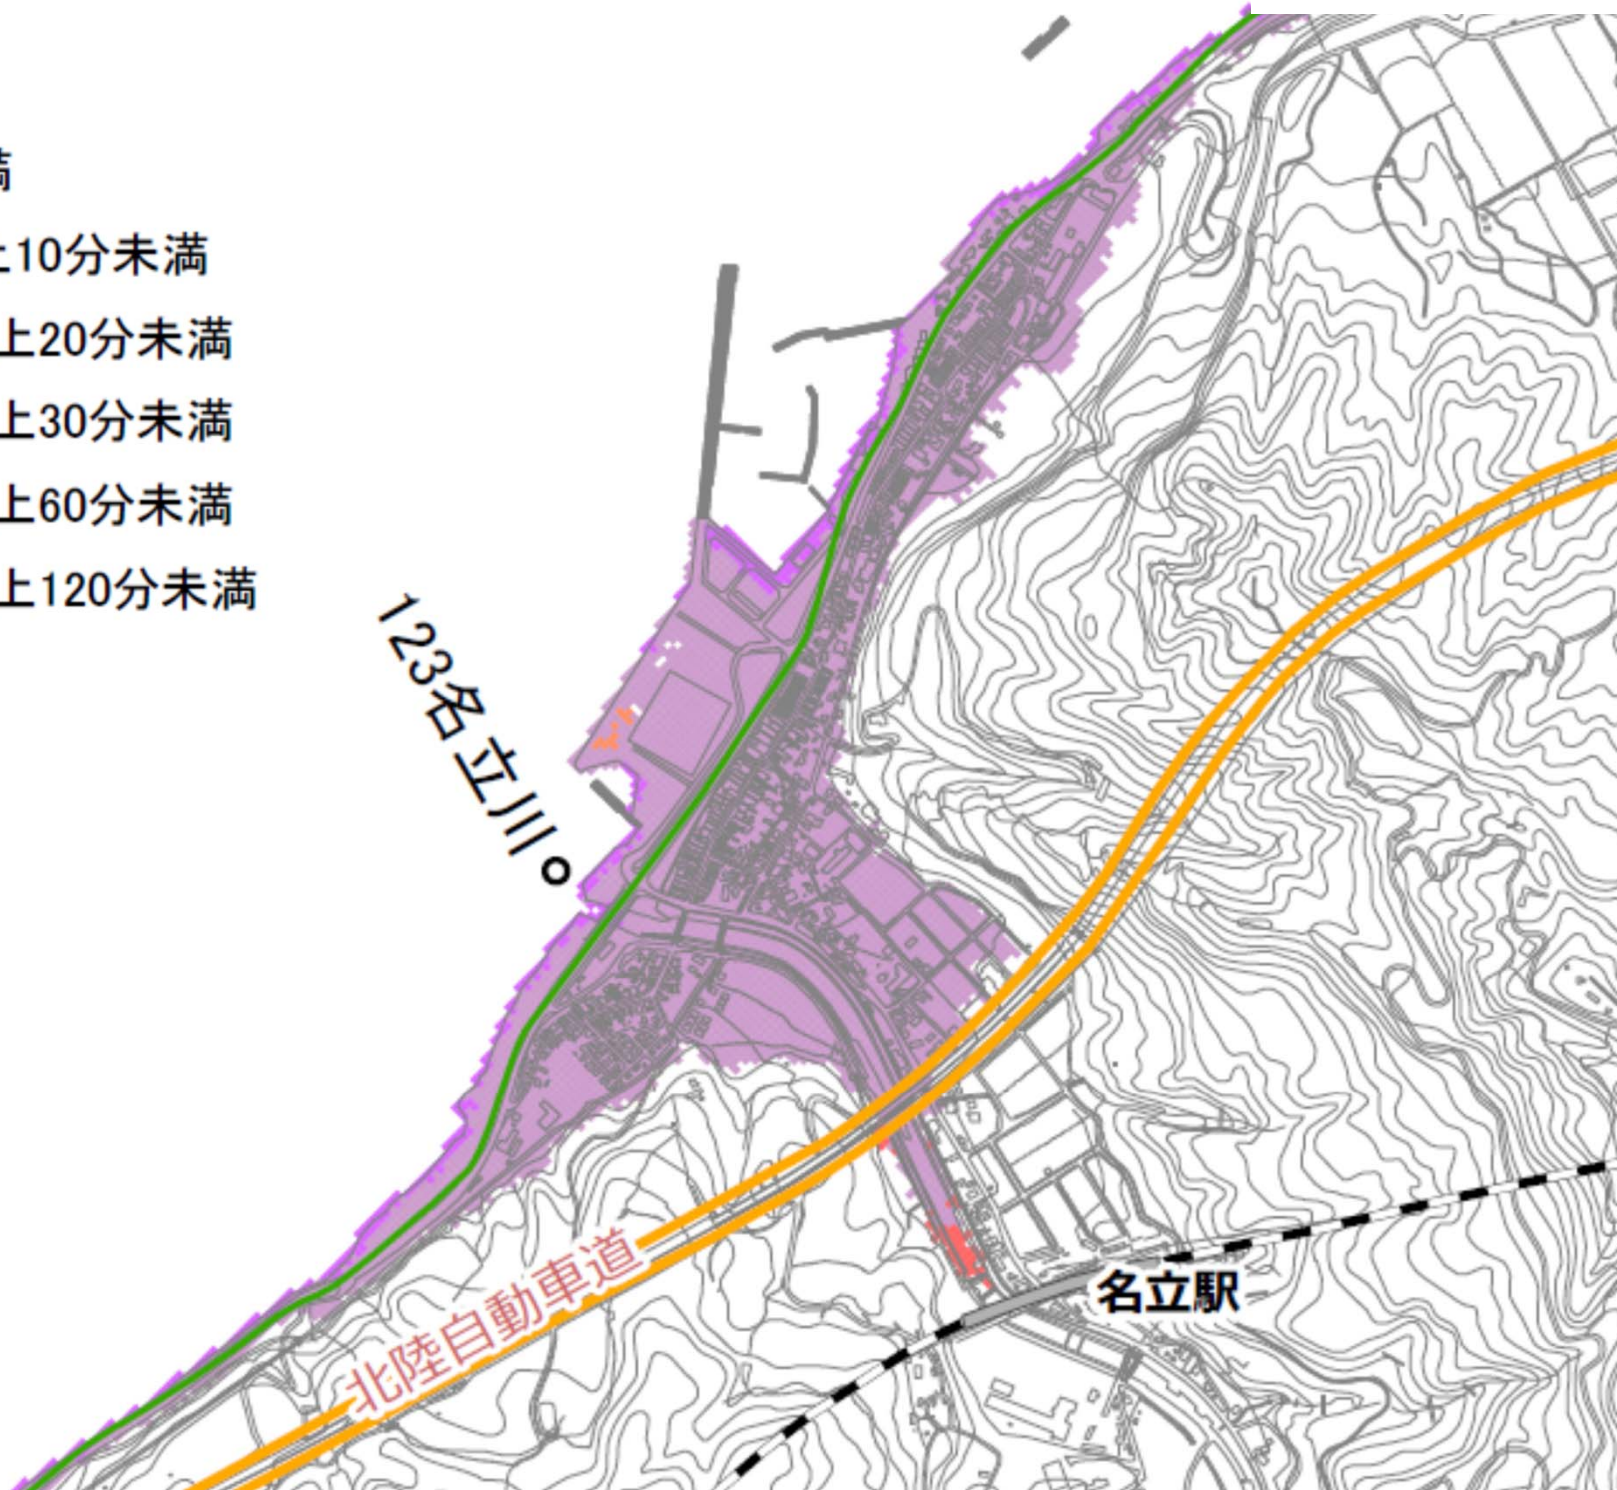 満
上10分未満
上20分未満
上30分未満
上60分未満
上120分未満
123名立川
北陸自動車道
名立駅